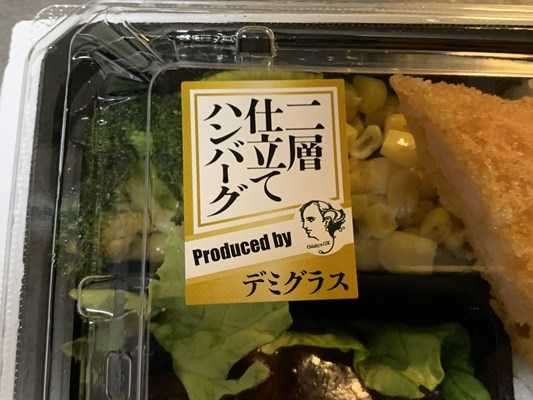 二層
仕立て
ハンバーグ
Produced by
デミグラス